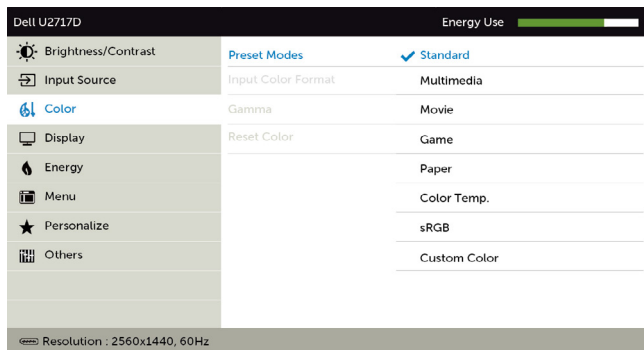 Dell U2717D
Energy Use
Brightness/Contrast
Input Source
Color
Display
Energy
Menu
Personalize
Others
Preset Modes
Input Color Format
Gamma
Reset Color
Standard
Multimedia
Movie
Game
Paper
Color Temp.
sRGB
Custom Color
Resolution : 2560x1440, 60Hz